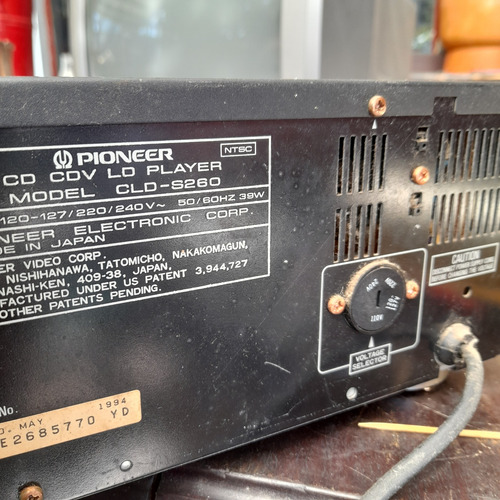 PIONEER
NTSC
CD CDV LD PLAYER
MODEL CLD-S260
120-127/220/240V~ 50/60HZ 39W
NEER ELECTRONIC CORP.
DE IN JAPAN
ER VIDEO CORP.
NISHIHANAWA, TATOMICHO, NAKAKOMAGUN,
NASHI-KEN, 409-38, JAPAN,
FACTURED UNDER US PATENT 3,944,727
OTHER PATENTS PENDING.
CAUTION
VOLTAGE
SELECTOR
No.
D. MAY 1994
E2685770 YD